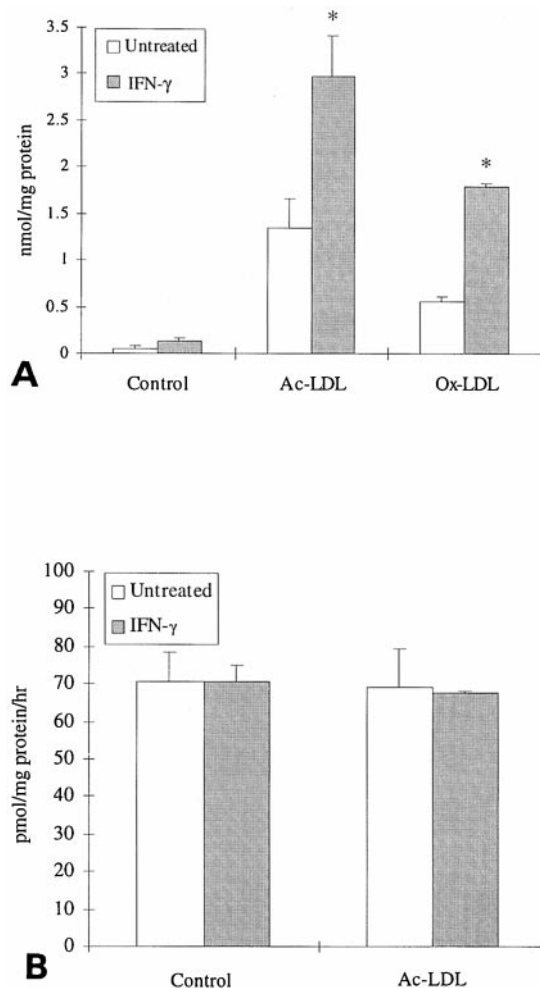 3.5
3
2.5
2
1.5
1
0.5
0
nmol/mg protein
Untreated
IFN-γ
*
*
A
Control Ac-LDL Ox-LDL
100
90
80
70
60
50
40
30
20
10
0
pmol/mg protein/hr
Untreated
IFN-γ
B
Control Ac-LDL